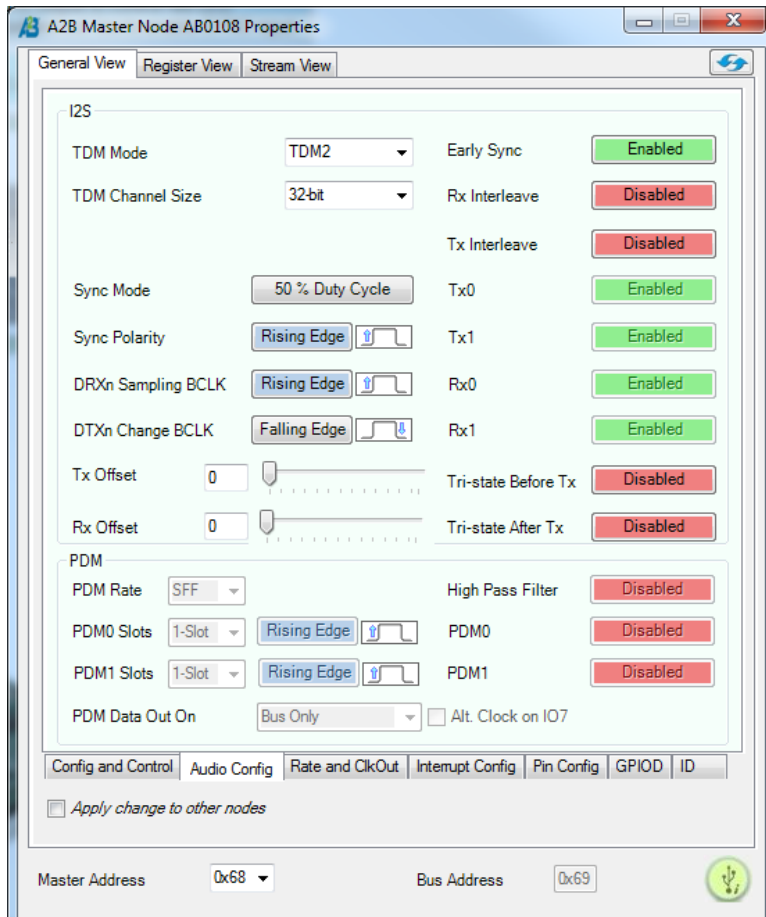 A2B Master Node AB0108 Properties
General View Register View Stream View
I2S
TDM Mode TDM2 Early Sync Enabled
TDM Channel Size 32-bit Rx Interleave Disabled
Tx Interleave Disabled
Sync Mode 50 % Duty Cycle Tx0 Enabled
Sync Polarity Rising Edge Tx1 Enabled
DRXn Sampling BCLK Rising Edge Rx0 Enabled
DTXn Change BCLK Falling Edge Rx1 Enabled
Tx Offset 0 Tri-state Before Tx Disabled
Rx Offset 0 Tri-state After Tx Disabled
PDM
PDM Rate SFF High Pass Filter Disabled
PDM0 Slots 1-Slot Rising Edge PDM0 Disabled
PDM1 Slots 1-Slot Rising Edge PDM1 Disabled
PDM Data Out On Bus Only Alt. Clock on IO7
Config and Control Audio Config Rate and ClkOut Interrupt Config Pin Config GPIOD ID
Apply change to other nodes
Master Address 0x68 Bus Address 0x69